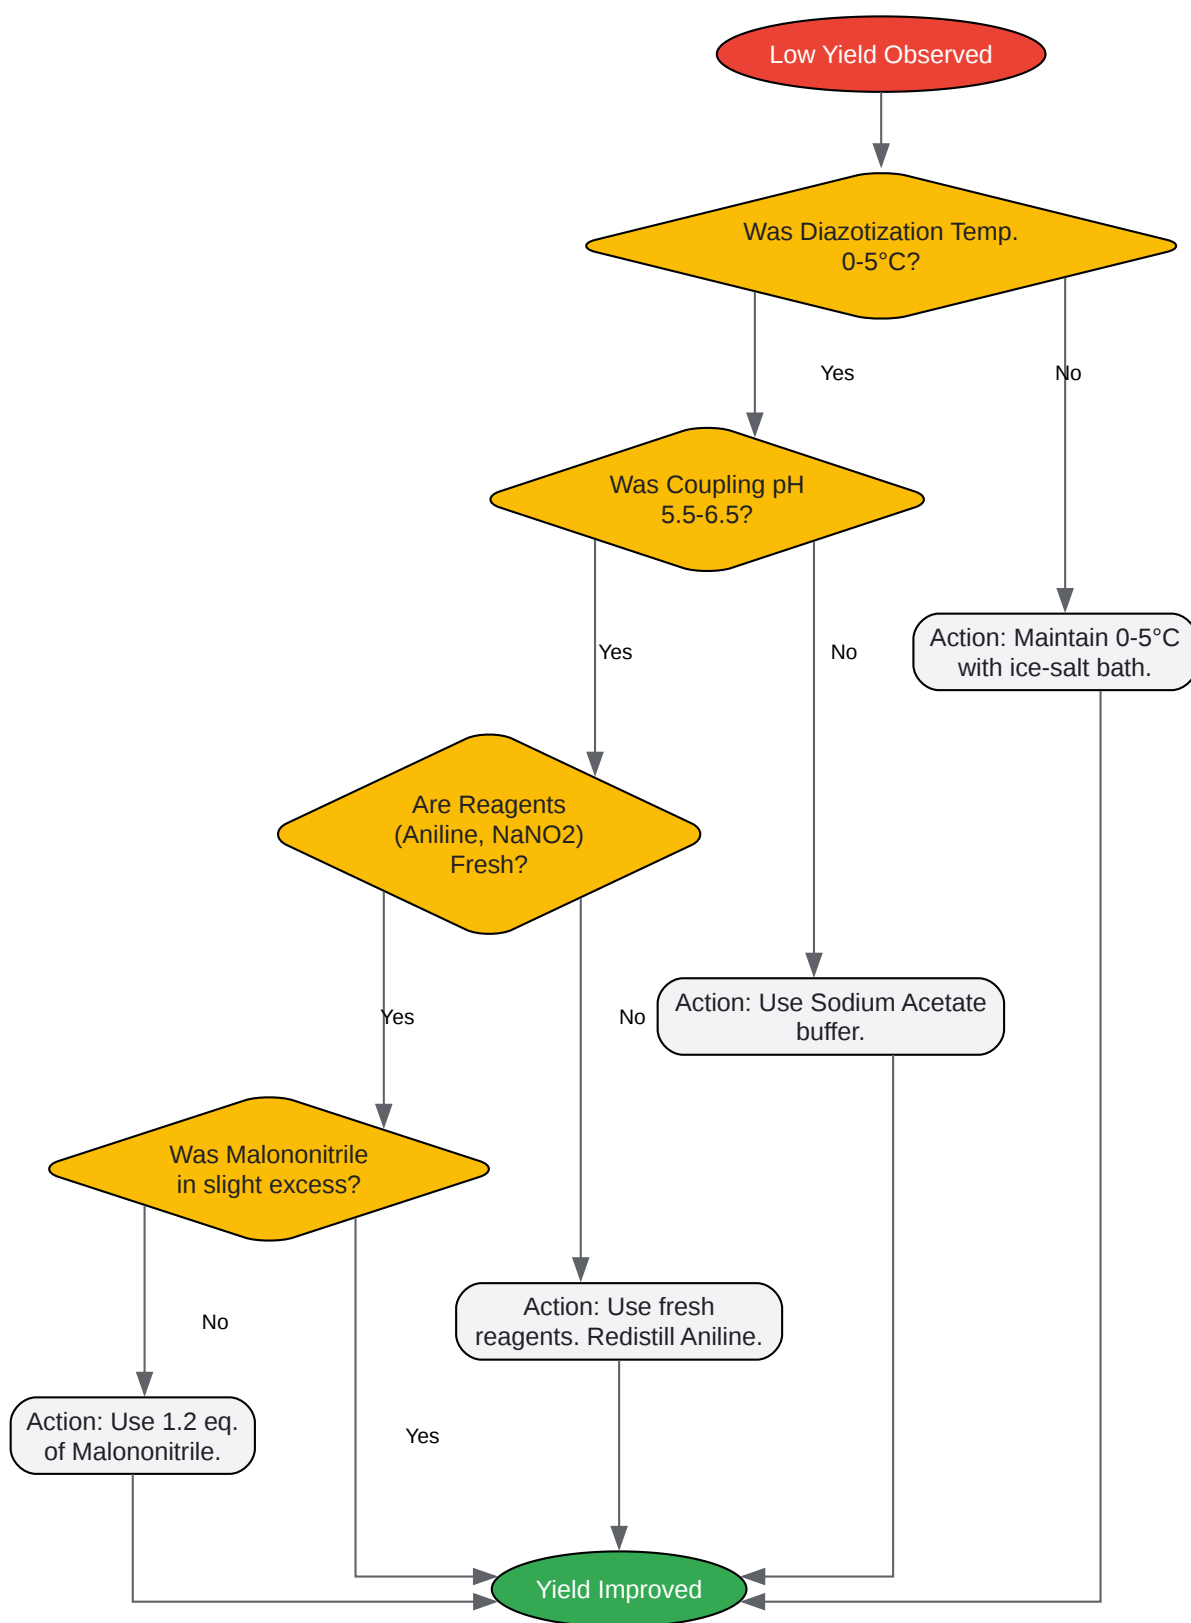 Low Yield Observed
Was Diazotization Temp.
0-5°C?
Yes
No
Was Coupling pH
5.5-6.5?
Yes
No
Action: Maintain 0-5°C
with ice-salt bath.
Are Reagents
(Aniline, NaNO2)
Fresh?
Yes
No
Action: Use Sodium Acetate
buffer.
Was Malononitrile
in slight excess?
No
Yes
Action: Use fresh
reagents. Redistill Aniline.
Action: Use 1.2 eq.
of Malononitrile.
Yield Improved